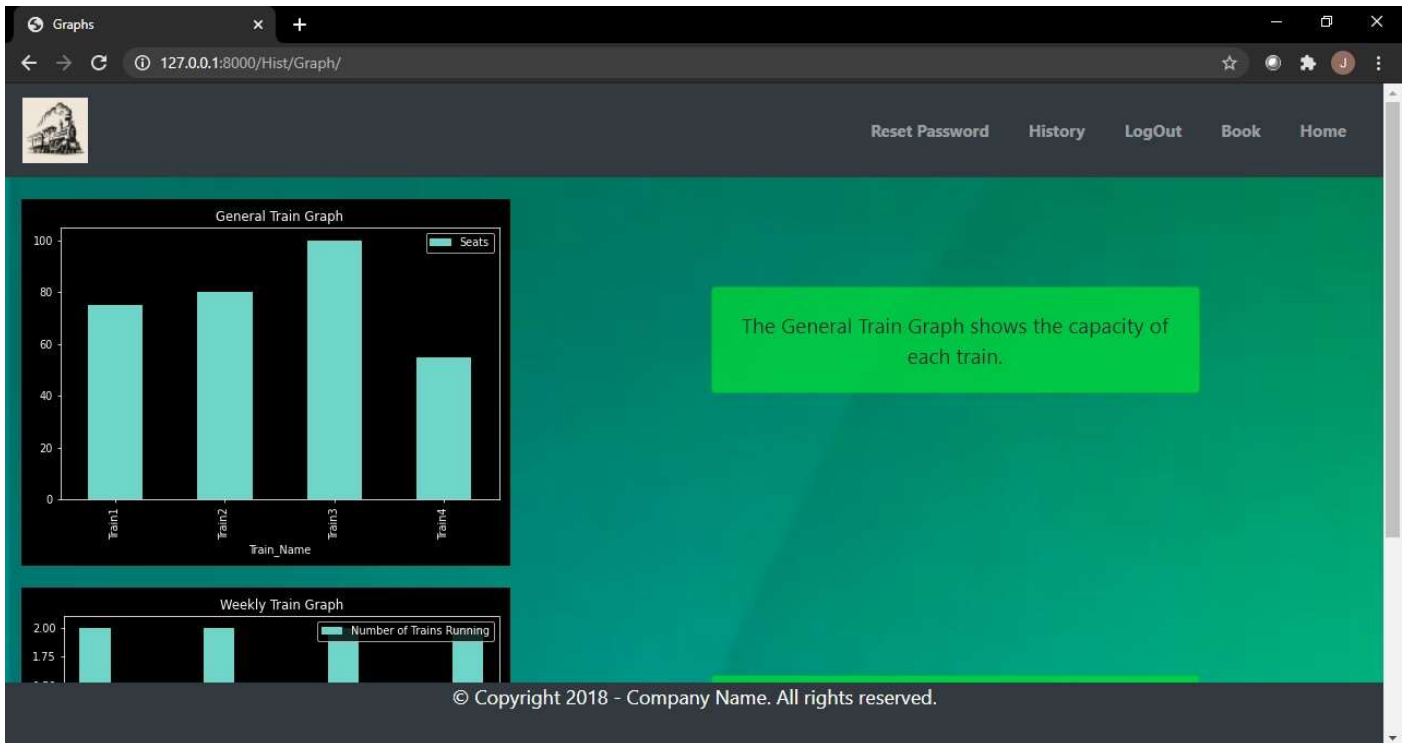 Graphs
127.0.0.1:8000/Hist/Graph/
J
Reset Password History LogOut Book Home
General Train Graph
Seats
100
80
60
40
20
0
Train1 Train2 Train3 Train4
Train_Name
The General Train Graph shows the capacity of
each train.
Weekly Train Graph
Number of Trains Running
2.00
1.75
© Copyright 2018 - Company Name. All rights reserved.